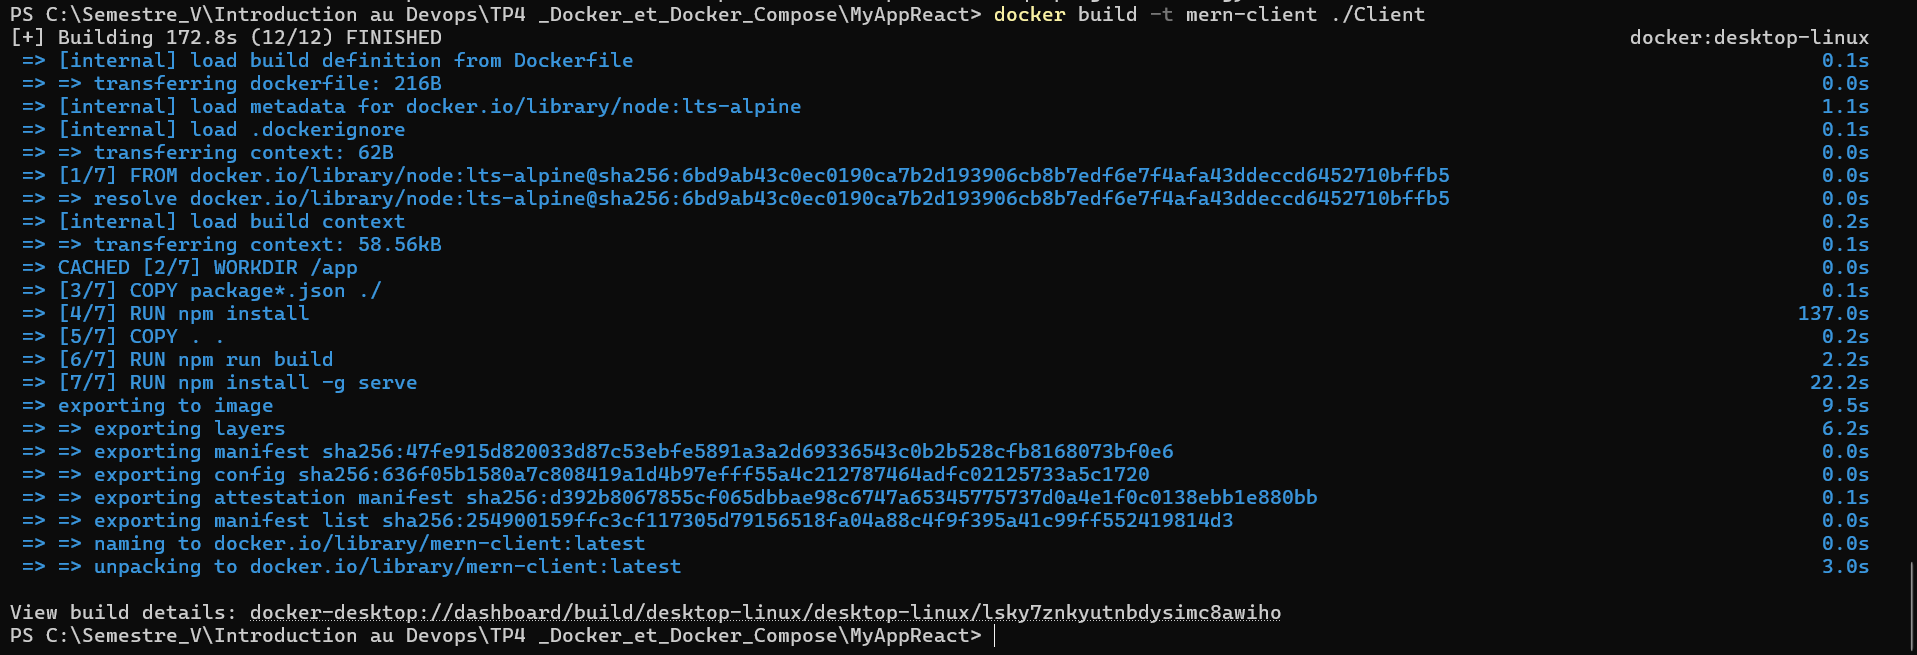 PS C:\Semestre_V\Introduction au Devops\TP4 _Docker_et_Docker_Compose\MyAppReact> docker build -t mern-client ./Client
[+] Building 172.8s (12/12) FINISHED docker:desktop-linux
=> [internal] load build definition from Dockerfile 0.1s
=> => transferring dockerfile: 216B 0.0s
=> [internal] load metadata for docker.io/library/node:lts-alpine 1.1s
=> [internal] load .dockerignore 0.1s
=> => transferring context: 62B 0.0s
=> [1/7] FROM docker.io/library/node:lts-alpine@sha256:6bd9ab43c0ec0190ca7b2d193906cb8b7edf6e7f4afa43ddeccd6452710bffb5 0.0s
=> => resolve docker.io/library/node:lts-alpine@sha256:6bd9ab43c0ec0190ca7b2d193906cb8b7edf6e7f4afa43ddeccd6452710bffb5 0.0s
=> [internal] load build context 0.2s
=> => transferring context: 58.56kB 0.1s
=> CACHED [2/7] WORKDIR /app 0.0s
=> [3/7] COPY package*.json ./ 0.1s
=> [4/7] RUN npm install 137.0s
=> [5/7] COPY . . 0.2s
=> [6/7] RUN npm run build 2.2s
=> [7/7] RUN npm install -g serve 22.2s
=> exporting to image 9.5s
=> => exporting layers 6.2s
=> => exporting manifest sha256:47fe915d820033d87c53ebfe5891a3a2d69336543c0b2b528cfb8168073bf0e6 0.0s
=> => exporting config sha256:636f05b1580a7c808419a1d4b97efff55a4c212787464adfc02125733a5c1720 0.0s
=> => exporting attestation manifest sha256:d392b8067855cf065dbbae98c6747a65345775737d0a4e1f0c0138ebb1e880bb 0.1s
=> => exporting manifest list sha256:254900159ffc3cf117305d79156518fa04a88c4f9f395a41c99ff552419814d3 0.0s
=> => naming to docker.io/library/mern-client:latest 0.0s
=> => unpacking to docker.io/library/mern-client:latest 3.0s
View build details: docker-desktop://dashboard/build/desktop-linux/desktop-linux/lsky7znkyutnbdysimc8awiho
PS C:\Semestre_V\Introduction au Devops\TP4 _Docker_et_Docker_Compose\MyAppReact>